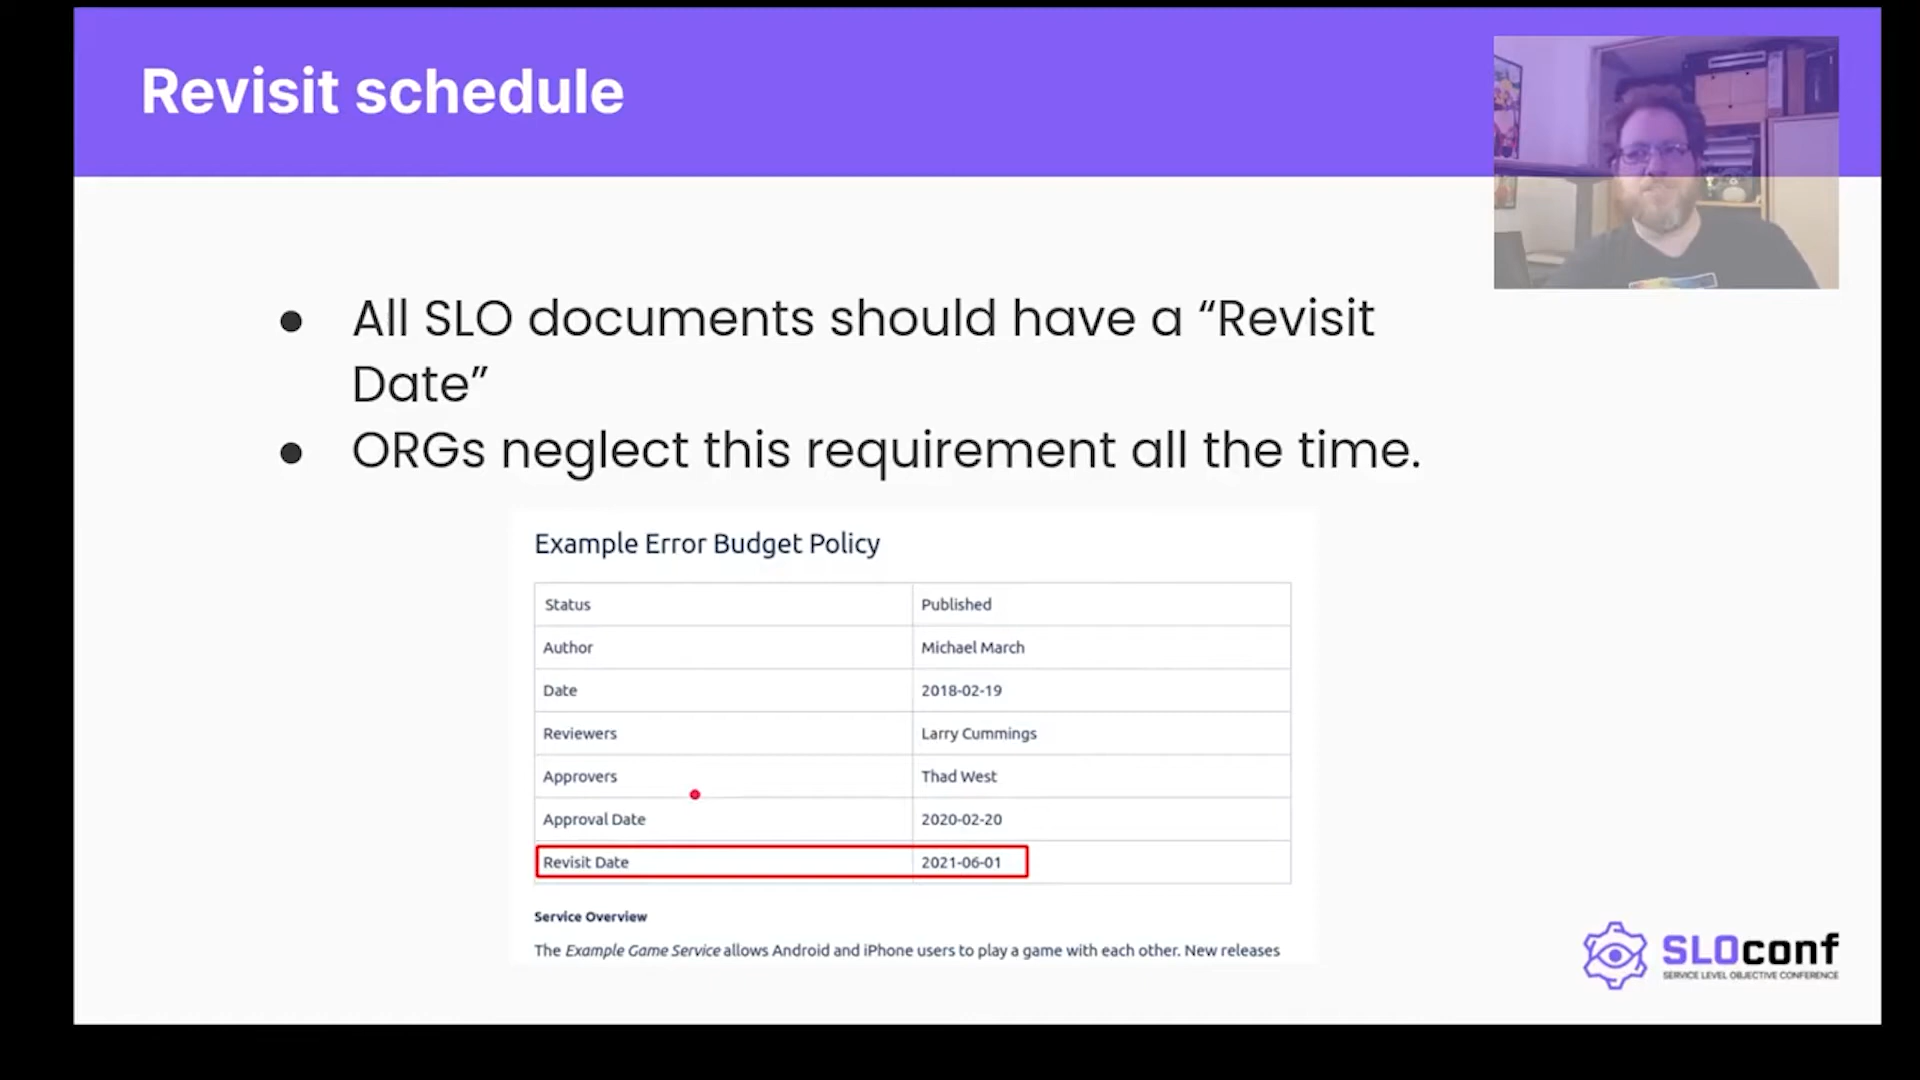 Revisit schedule
● All SLO documents should have a “Revisit
Date”
● ORGs neglect this requirement all the time.
Example Error Budget Policy
Status Published
Author Michael March
Date 2018-02-19
Reviewers Larry Cummings
Approvers Thad West
Approval Date 2020-02-20
Revisit Date 2021-06-01
Service Overview
The Example Game Service allows Android and iPhone users to play a game with each other. New releases
SLOconf
SERVICE LEVEL OBJECTIVE CONFERENCE